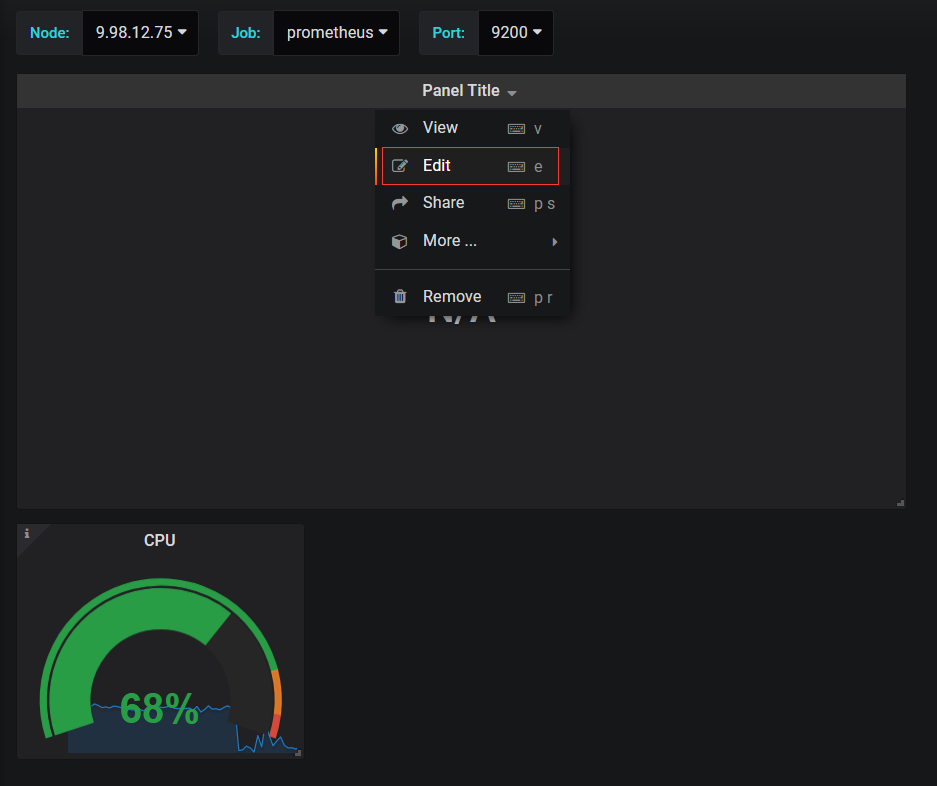 Node: 9.98.12.75 Job: prometheus Port: 9200
Panel Title
View v
Edit e
Share p s
More ...
Remove p r
N/A
i
CPU
68%